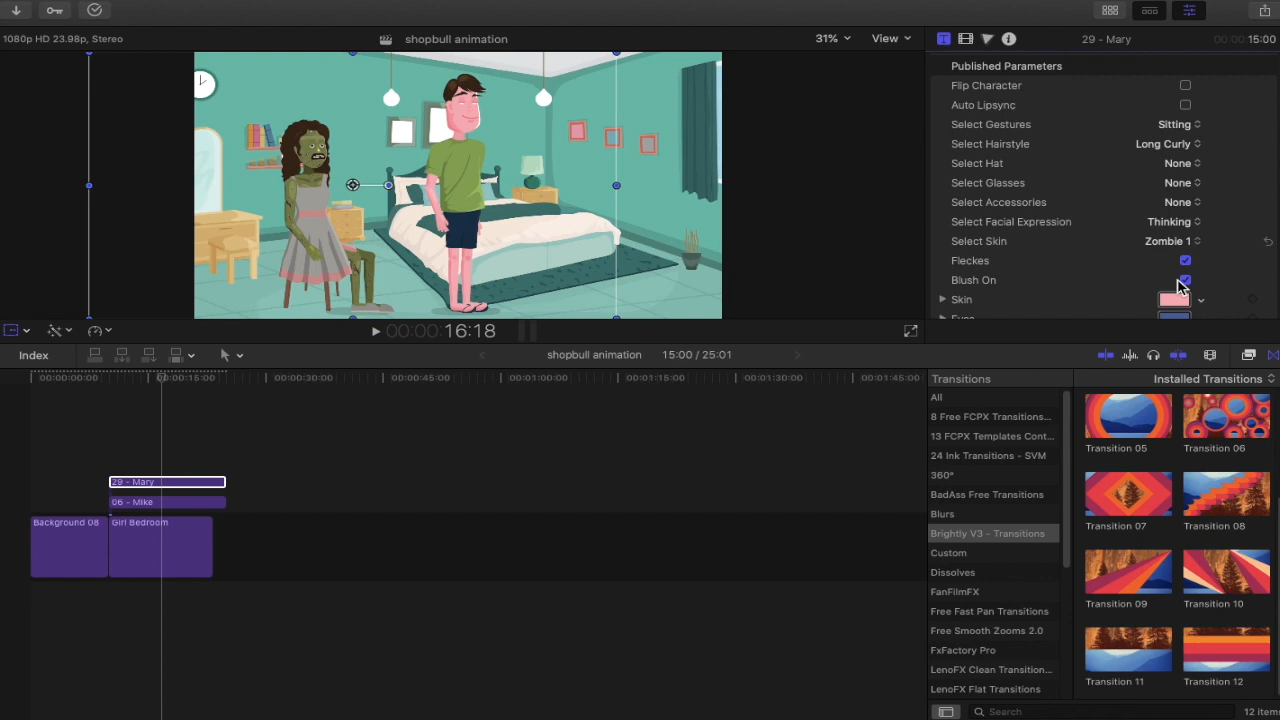 1080p HD 23.98p, Stereo
shopbull animation
31%
View
29 - Mary
00:00:15:00
Published Parameters
Flip Character
Auto Lipsync
Select Gestures Sitting
Select Hairstyle Long Curly
Select Hat None
Select Glasses None
Select Accessories None
Select Facial Expression Thinking
Select Skin Zombie 1
Fleckes
Blush On
Skin
Eyes
00:00:16:18
Index
shopbull animation
15:00 / 25:01
00:00:00:00
00:00:15:00
00:00:30:00
00:00:45:00
00:01:00:00
00:01:15:00
00:01:30:00
00:01:45:00
29 - Mary
06 - Mike
Background 08
Girl Bedroom
Transitions
Installed Transitions
All
8 Free FCPX Transitions...
13 FCPX Templates Cont...
24 Ink Transitions - SVM
360°
BadAss Free Transitions
Blurs
Brightly V3 - Transitions
Custom
Dissolves
FanFilmFX
Free Fast Pan Transitions
Free Smooth Zooms 2.0
FxFactory Pro
LenoFX Clean Transition...
LenoFX Flat Transitions
Transition 05
Transition 06
Transition 07
Transition 08
Transition 09
Transition 10
Transition 11
Transition 12
Search
12 items